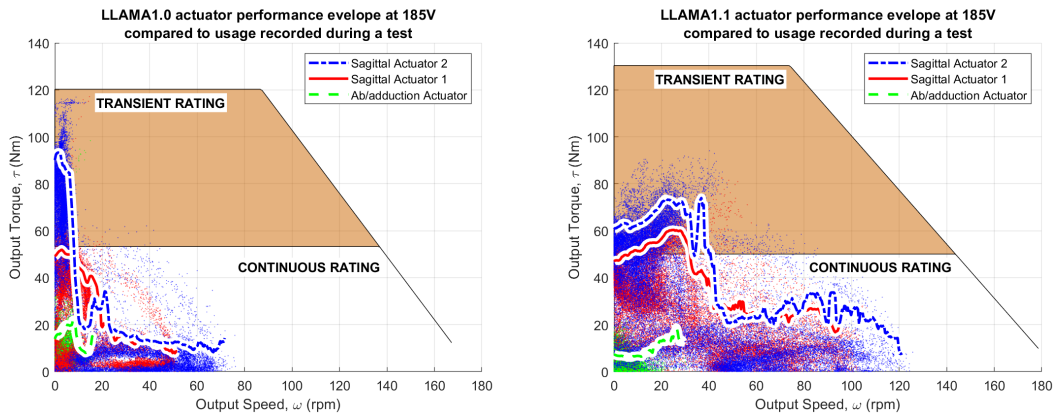 LLAMA1.0 actuator performance evelope at 185V
compared to usage recorded during a test
140
120
100
80
60
40
20
0
Output Torque, τ (Nm)
Sagittal Actuator 2
Sagittal Actuator 1
Ab/adduction Actuator
TRANSIENT RATING
CONTINUOUS RATING
0 20 40 60 80 100 120 140 160 180
Output Speed, ω (rpm)
LLAMA1.1 actuator performance evelope at 185V
compared to usage recorded during a test
140
120
100
80
60
40
20
0
Output Torque, τ (Nm)
Sagittal Actuator 2
Sagittal Actuator 1
Ab/adduction Actuator
TRANSIENT RATING
CONTINUOUS RATING
0 20 40 60 80 100 120 140 160 180
Output Speed, ω (rpm)